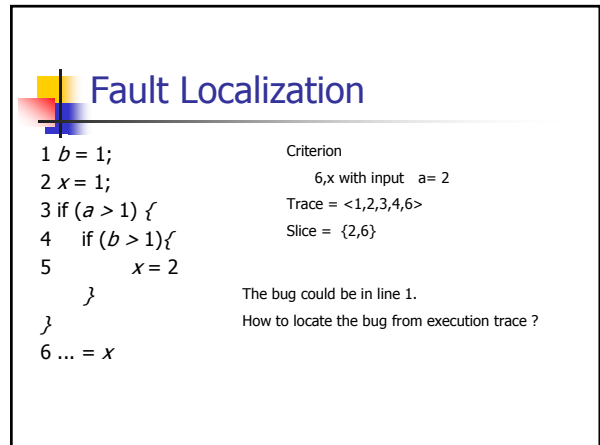 Fault Localization
1 b = 1;
2 x = 1;
3 if (a > 1) {
4 if (b > 1){
5 x = 2
}
}
6 ... = x
Criterion
6,x with input a= 2
Trace = <1,2,3,4,6>
Slice = {2,6}
The bug could be in line 1.
How to locate the bug from execution trace ?